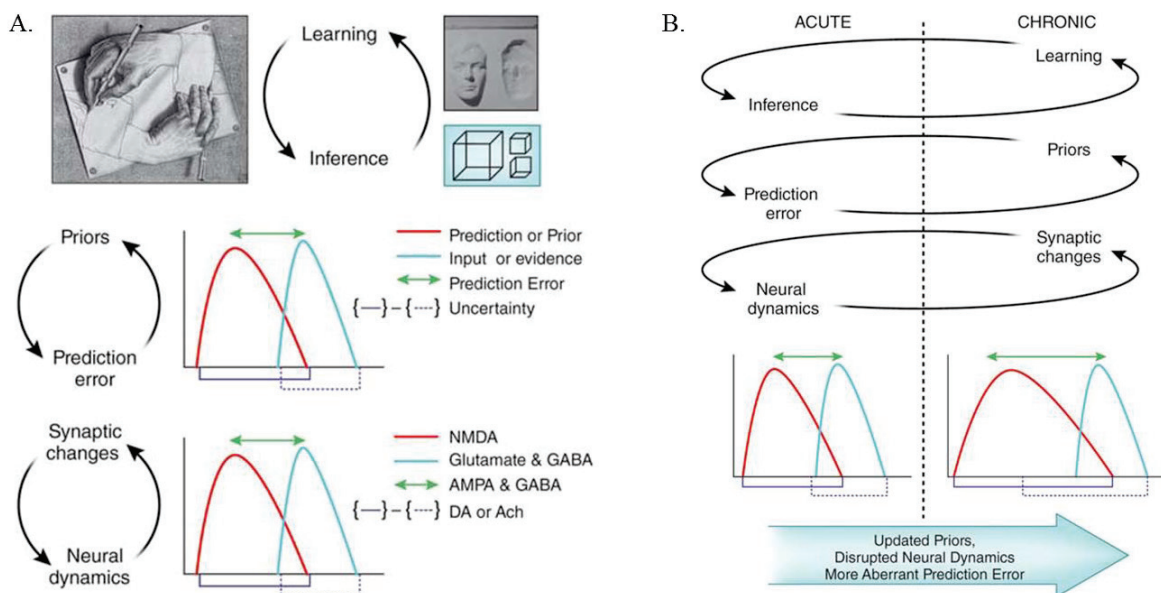 A.
Learning
Inference
Priors
Prediction
error
Prediction or Prior
Input or evidence
Prediction Error
{—} – {----} Uncertainty
Synaptic
changes
Neural
dynamics
NMDA
Glutamate & GABA
AMPA & GABA
{—} – {----} DA or Ach
B.
ACUTE
CHRONIC
Learning
Inference
Priors
Prediction
error
Synaptic
changes
Neural
dynamics
Updated Priors,
Disrupted Neural Dynamics
More Aberrant Prediction Error